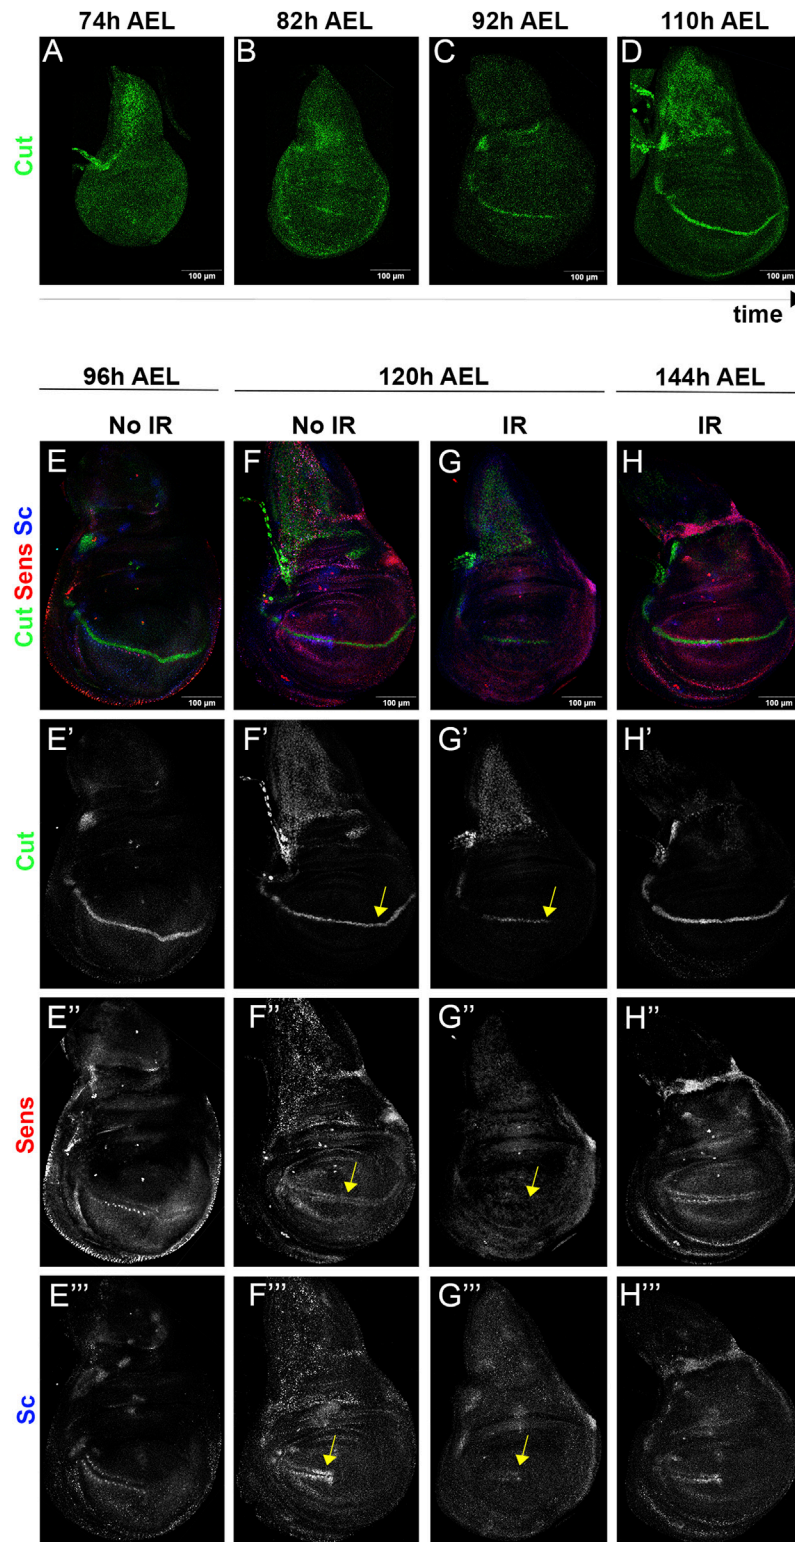 74h AEL 82h AEL 92h AEL 110h AEL
A B C D
Cut
100 µm 100 µm 100 µm 100 µm
time
96h AEL 120h AEL 144h AEL
No IR No IR IR IR
E F G H
Cut Sens Sc
100 µm 100 µm 100 µm 100 µm
E' F' G' H'
Cut
E'' F'' G'' H''
Sens
E''' F''' G''' H'''
Sc